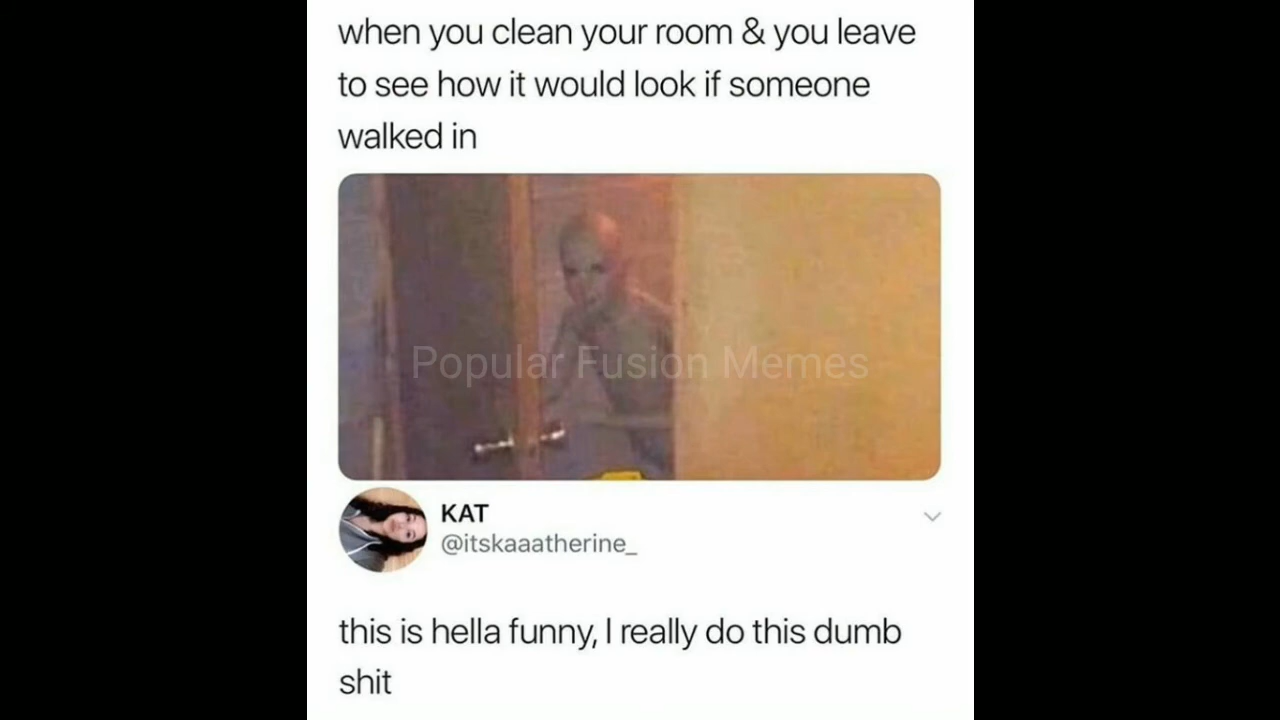 when you clean your room & you leave
to see how it would look if someone
walked in
Popular Fusion Memes
KAT
@itskaaatherine_
this is hella funny, I really do this dumb
shit